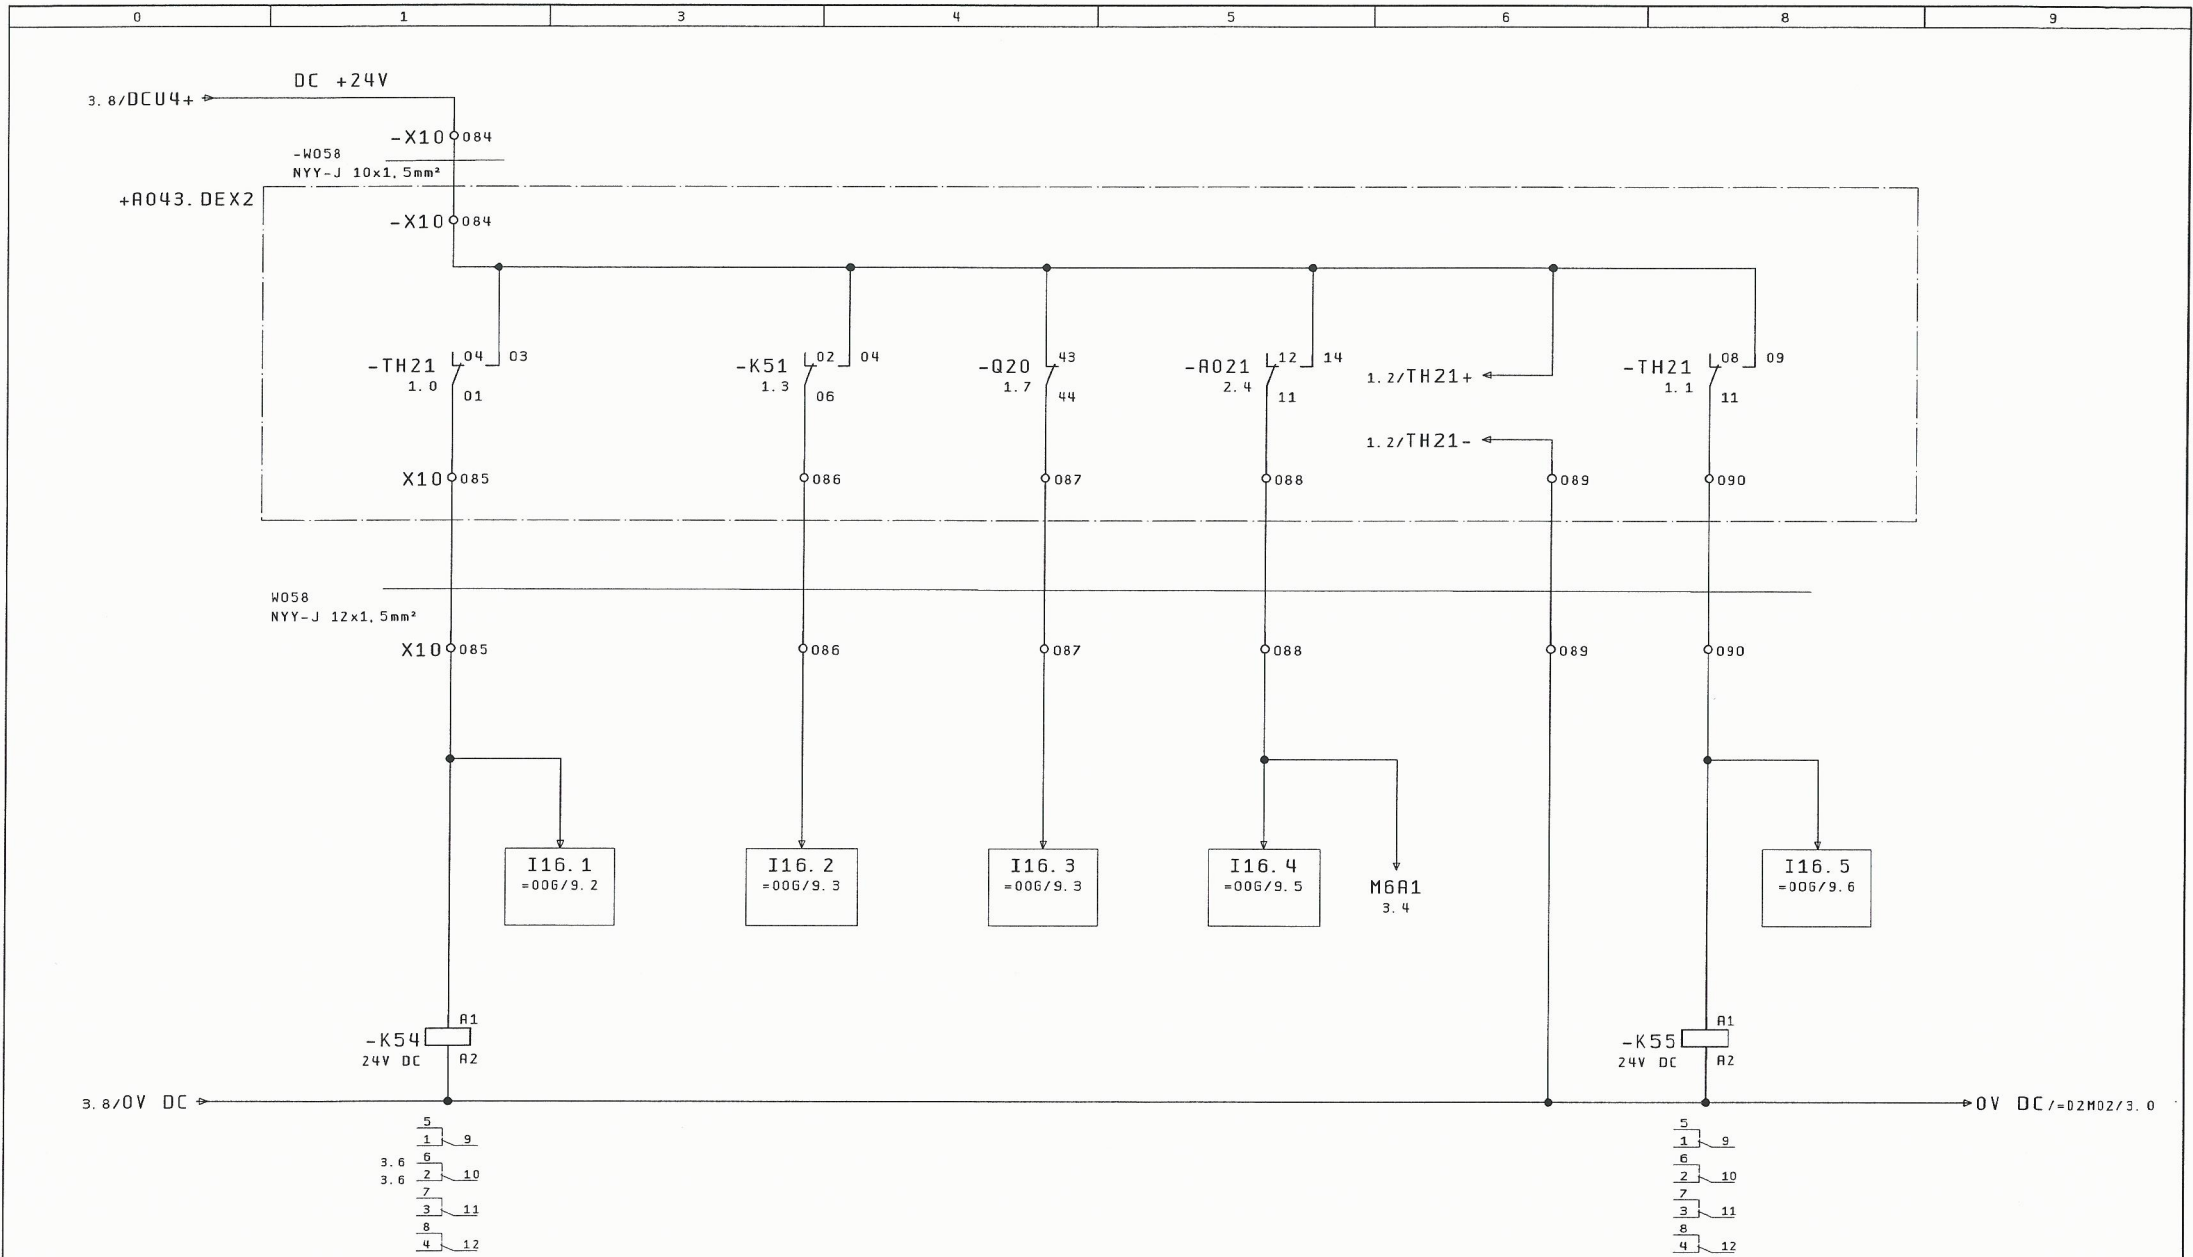 0 1 3 4 5 6 8 9
DC +24V
3.8/DCU4+
-X10 084
-W058
NYY-J 10x1,5mm²
+A043.DEX2
-X10 084
-TH21 04 03
1.0 01
-K51 02 04
1.3 06
-Q20 43
1.7 44
-A021 12 14
2.4 11
1.2/TH21+
-TH21 08 09
1.1 11
1.2/TH21-
X10 085 086 087 088 089 090
W058
NYY-J 12x1,5mm²
X10 085 086 087 088 089 090
I16.1
=00G/9.2
I16.2
=00G/9.3
I16.3
=00G/9.3
I16.4
=00G/9.5
M6A1
3.4
I16.5
=00G/9.6
A1
-K54
24V DC A2
A1
-K55
24V DC A2
3.8/0V DC
0V DC/=02M02/3.0
5
1 9
3.6 6
3.6 2 10
7
3 11
8
4 12
5
1 9
6
2 10
7
3 11
8
4 12